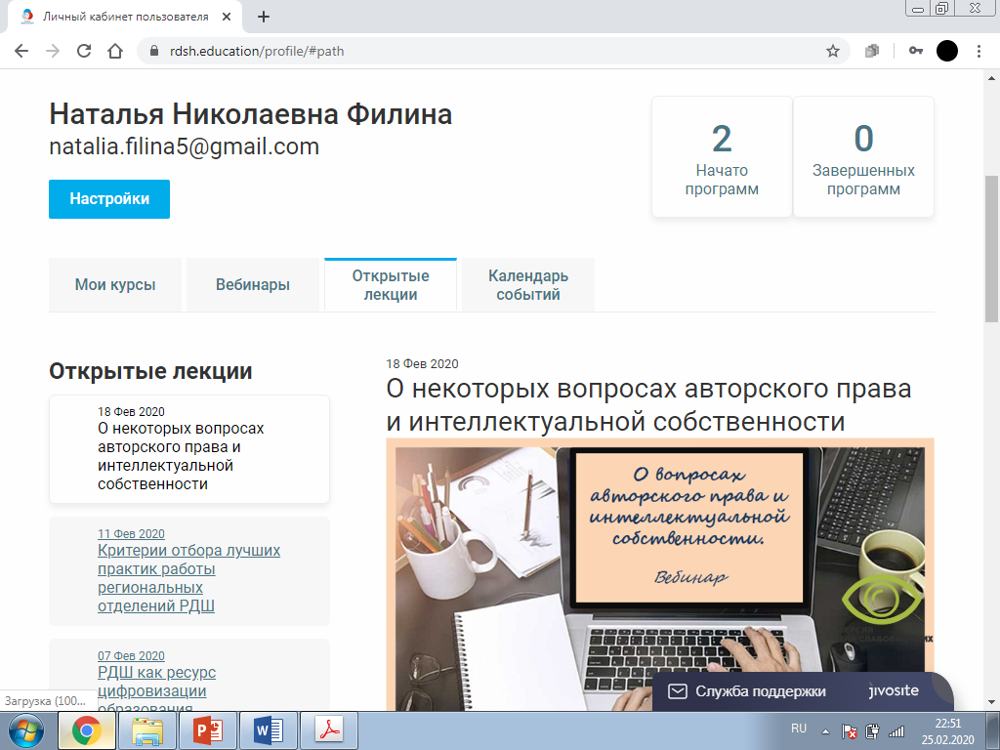 Личный кабинет пользователя
rdsh.education/profile/#path
Наталья Николаевна Филина
natalia.filina5@gmail.com
Настройки
2
Начато
программ
0
Завершенных
программ
Мои курсы
Вебинары
Открытые
лекции
Календарь
событий
Открытые лекции
18 Фев 2020
О некоторых вопросах
авторского права и
интеллектуальной
собственности
11 Фев 2020
Критерии отбора лучших
практик работы
региональных
отделений РДШ
07 Фев 2020
РДШ как ресурс
цифровизации
образования
18 Фев 2020
О некоторых вопросах авторского права
и интеллектуальной собственности
О вопросах
авторского права и
интеллектуальной
собственности.
Вебинар
Служба поддержки
jivosite
Загрузка (100...
RU
22:51
25.02.2020